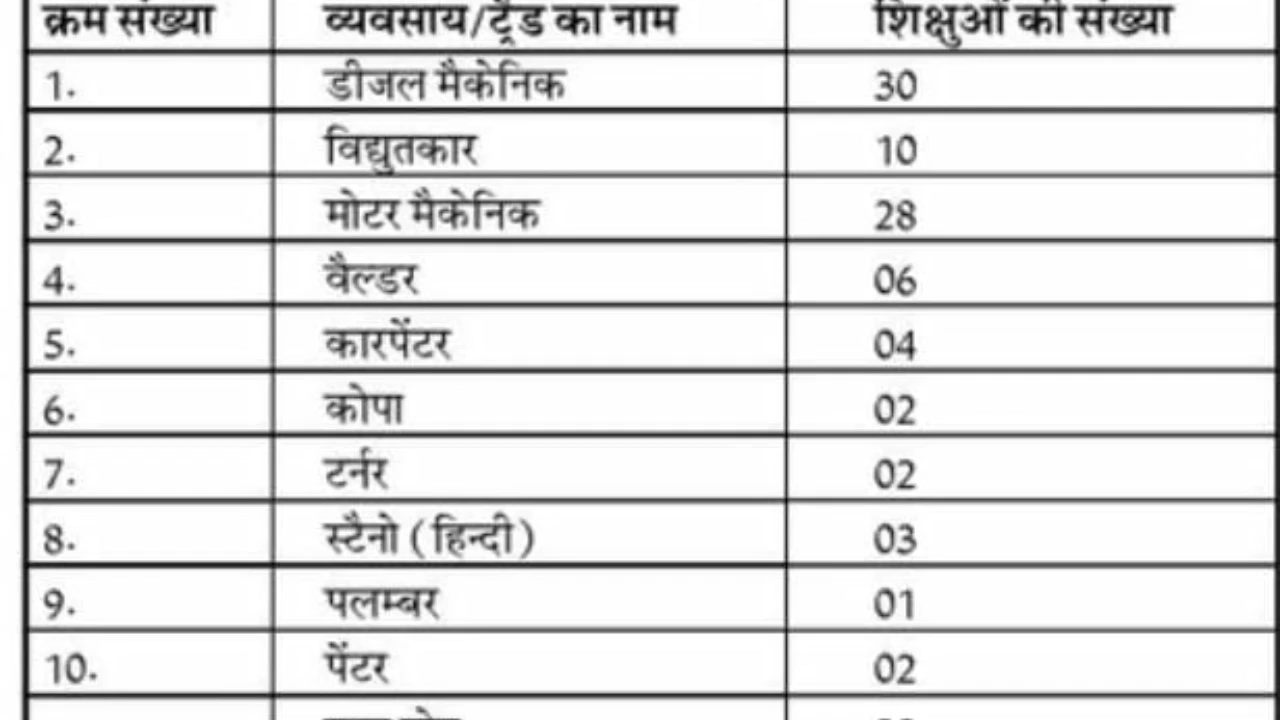 क्रम संख्या व्यवसाय/ट्रेड का नाम शिक्षुओं की संख्या
1. डीजल मैकेनिक 30
2. विद्युतकार 10
3. मोटर मैकेनिक 28
4. वैल्डर 06
5. कारपेंटर 04
6. कोपा 02
7. टर्नर 02
8. स्टैनो (हिन्दी) 03
9. पलम्बर 01
10. पेंटर 02